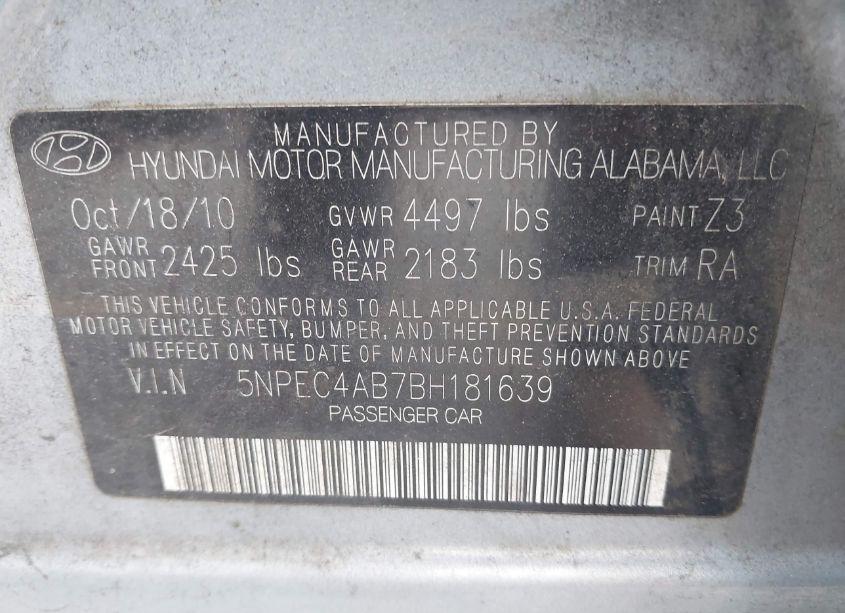 MANUFACTURED BY
HYUNDAI MOTOR MANUFACTURING ALABAMA, LLC
Oct/18/10 GVWR 4497 lbs PAINT Z3
GAWR FRONT 2425 lbs GAWR REAR 2183 lbs TRIM RA
THIS VEHICLE CONFORMS TO ALL APPLICABLE U.S.A. FEDERAL
MOTOR VEHICLE SAFETY, BUMPER, AND THEFT PREVENTION STANDARDS
IN EFFECT ON THE DATE OF MANUFACTURE SHOWN ABOVE
V.I.N 5NPEC4AB7BH181639
PASSENGER CAR